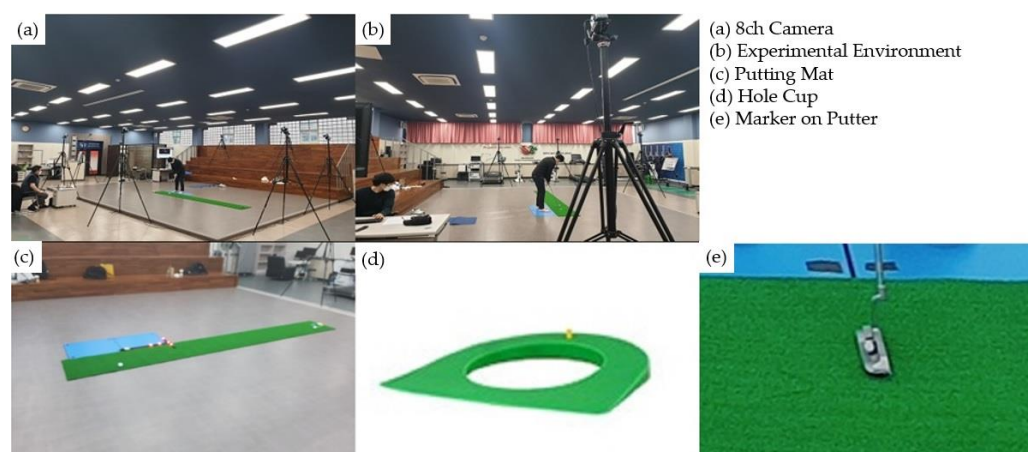 (a)
(b)
(a) 8ch Camera
(b) Experimental Environment
(c) Putting Mat
(d) Hole Cup
(e) Marker on Putter
(c)
(d)
(e)